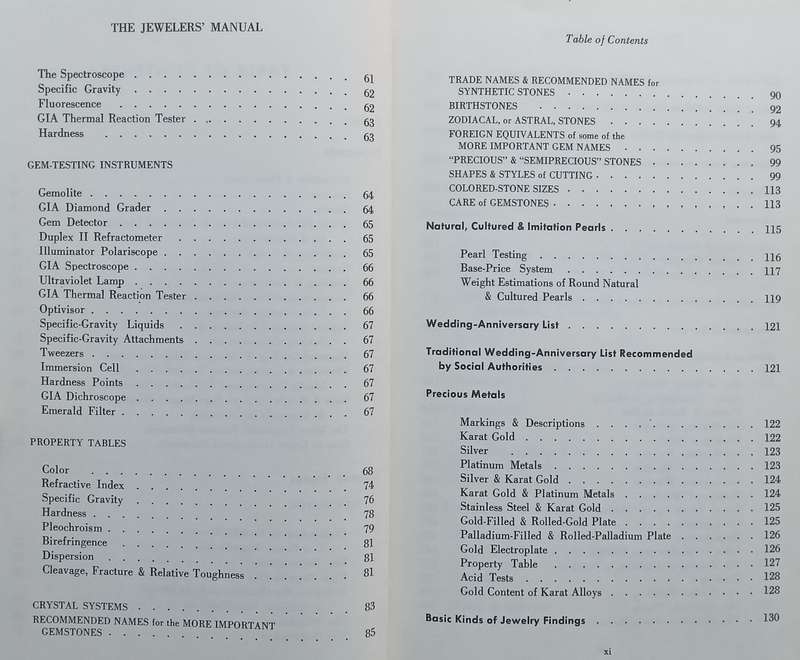 THE JEWELERS' MANUAL
The Spectroscope . . . . . . . . . . . . . . . 61
Specific Gravity . . . . . . . . . . . . . . . 62
Fluorescence . . . . . . . . . . . . . . . . 62
GIA Thermal Reaction Tester . . . . . . . . . . . 63
Hardness . . . . . . . . . . . . . . . . . 63
GEM-TESTING INSTRUMENTS
Gemolite . . . . . . . . . . . . . . . . . . 64
GIA Diamond Grader . . . . . . . . . . . . . 64
Gem Detector . . . . . . . . . . . . . . . . 65
Duplex II Refractometer . . . . . . . . . . . . 65
Illuminator Polariscope . . . . . . . . . . . . . 65
GIA Spectroscope . . . . . . . . . . . . . . . 66
Ultraviolet Lamp . . . . . . . . . . . . . . . 66
GIA Thermal Reaction Tester . . . . . . . . . . . 66
Optivisor . . . . . . . . . . . . . . . . . . 66
Specific-Gravity Liquids . . . . . . . . . . . . 67
Specific-Gravity Attachments . . . . . . . . . . . 67
Tweezers . . . . . . . . . . . . . . . . . . 67
Immersion Cell . . . . . . . . . . . . . . . 67
Hardness Points . . . . . . . . . . . . . . . 67
GIA Dichroscope . . . . . . . . . . . . . . . 67
Emerald Filter . . . . . . . . . . . . . . . . 67
PROPERTY TABLES
Color . . . . . . . . . . . . . . . . . . 68
Refractive Index . . . . . . . . . . . . . . . 74
Specific Gravity . . . . . . . . . . . . . . . 76
Hardness . . . . . . . . . . . . . . . . . . 78
Pleochroism . . . . . . . . . . . . . . . . . 79
Birefringence . . . . . . . . . . . . . . . . 81
Dispersion . . . . . . . . . . . . . . . . . 81
Cleavage, Fracture & Relative Toughness . . . . . . . 81
CRYSTAL SYSTEMS . . . . . . . . . . . . . . . 83
RECOMMENDED NAMES for the MORE IMPORTANT
GEMSTONES . . . . . . . . . . . . . . . . . 85
Table of Contents
TRADE NAMES & RECOMMENDED NAMES for
SYNTHETIC STONES . . . . . . . . . . . . . . 90
BIRTHSTONES . . . . . . . . . . . . . . . . 92
ZODIACAL, or ASTRAL, STONES . . . . . . . . . . . 94
FOREIGN EQUIVALENTS of some of the
MORE IMPORTANT GEM NAMES . . . . . . . . . . 95
"PRECIOUS" & "SEMIPRECIOUS" STONES . . . . . . . . 99
SHAPES & STYLES of CUTTING . . . . . . . . . . . . 99
COLORED-STONE SIZES . . . . . . . . . . . . . . 113
CARE of GEMSTONES . . . . . . . . . . . . . . . 113
Natural, Cultured & Imitation Pearls . . . . . . . . . . . 115
Pearl Testing . . . . . . . . . . . . . . . . 116
Base-Price System . . . . . . . . . . . . . . 117
Weight Estimations of Round Natural
& Cultured Pearls . . . . . . . . . . . . . 119
Wedding-Anniversary List . . . . . . . . . . . . . . 121
Traditional Wedding-Anniversary List Recommended
by Social Authorities . . . . . . . . . . . . . . . 121
Precious Metals
Markings & Descriptions . . . . . . . . . . . . 122
Karat Gold . . . . . . . . . . . . . . . . . 122
Silver . . . . . . . . . . . . . . . . . . 123
Platinum Metals . . . . . . . . . . . . . . . 123
Silver & Karat Gold . . . . . . . . . . . . . . 124
Karat Gold & Platinum Metals . . . . . . . . . . 124
Stainless Steel & Karat Gold . . . . . . . . . . . 125
Gold-Filled & Rolled-Gold Plate . . . . . . . . . . 125
Palladium-Filled & Rolled-Palladium Plate . . . . . . 126
Gold Electroplate . . . . . . . . . . . . . . . 126
Property Table . . . . . . . . . . . . . . . 127
Acid Tests . . . . . . . . . . . . . . . . . 128
Gold Content of Karat Alloys . . . . . . . . . . . 128
Basic Kinds of Jewelry Findings . . . . . . . . . . . . 130
xi